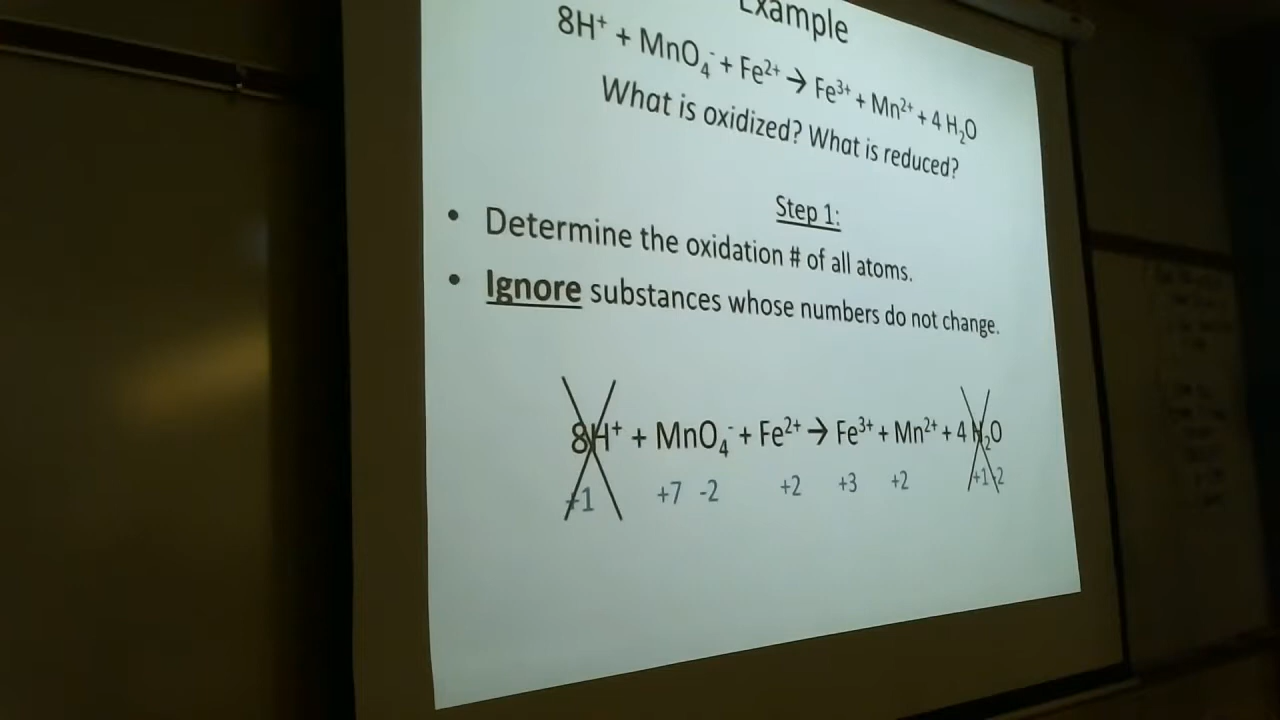 Example
8H⁺ + MnO₄⁻ + Fe²⁺ → Fe³⁺ + Mn²⁺ + 4 H₂O
What is oxidized? What is reduced?
Step 1:
• Determine the oxidation # of all atoms.
• Ignore substances whose numbers do not change.
8H⁺ + MnO₄⁻ + Fe²⁺ → Fe³⁺ + Mn²⁺ + 4 H₂O
+1 +7 -2 +2 +3 +2 +1 -2